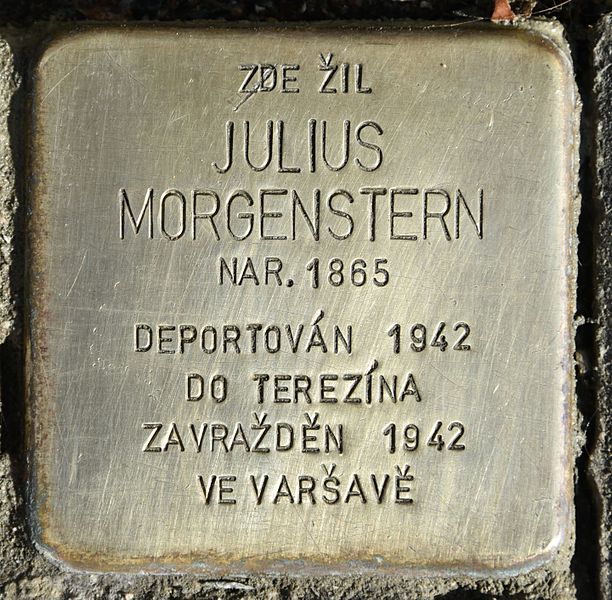 ZDE ŽIL
JULIUS
MORGENSTERN
NAR. 1865
DEPORTOVÁN 1942
DO TEREZÍNA
ZAVRAŽDĚN 1942
VE VARŠAVĚ